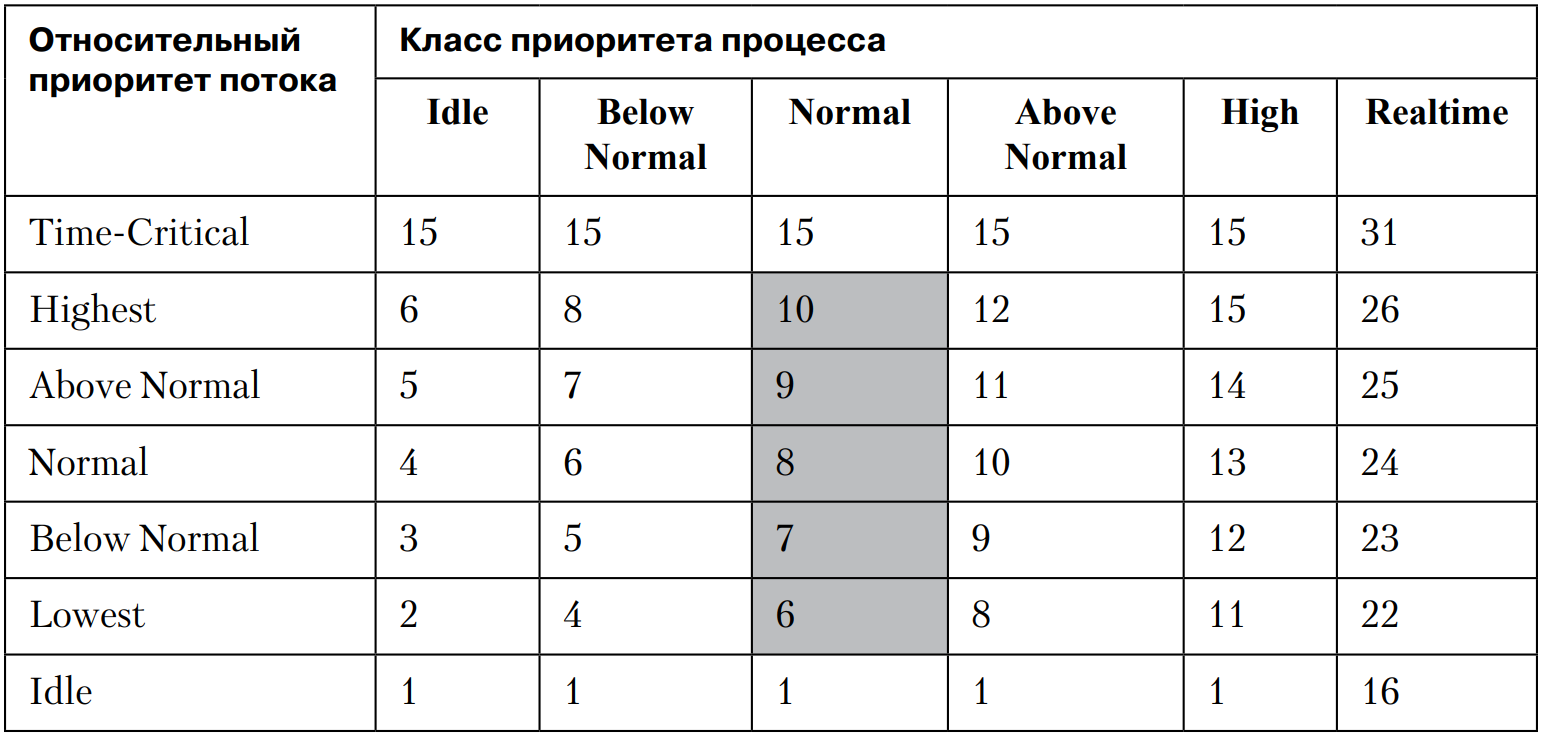 Относительный
приоритет потока
Класс приоритета процесса
Idle Below Normal Normal Above Normal High Realtime
Time-Critical 15 15 15 15 15 31
Highest 6 8 10 12 15 26
Above Normal 5 7 9 11 14 25
Normal 4 6 8 10 13 24
Below Normal 3 5 7 9 12 23
Lowest 2 4 6 8 11 22
Idle 1 1 1 1 1 16